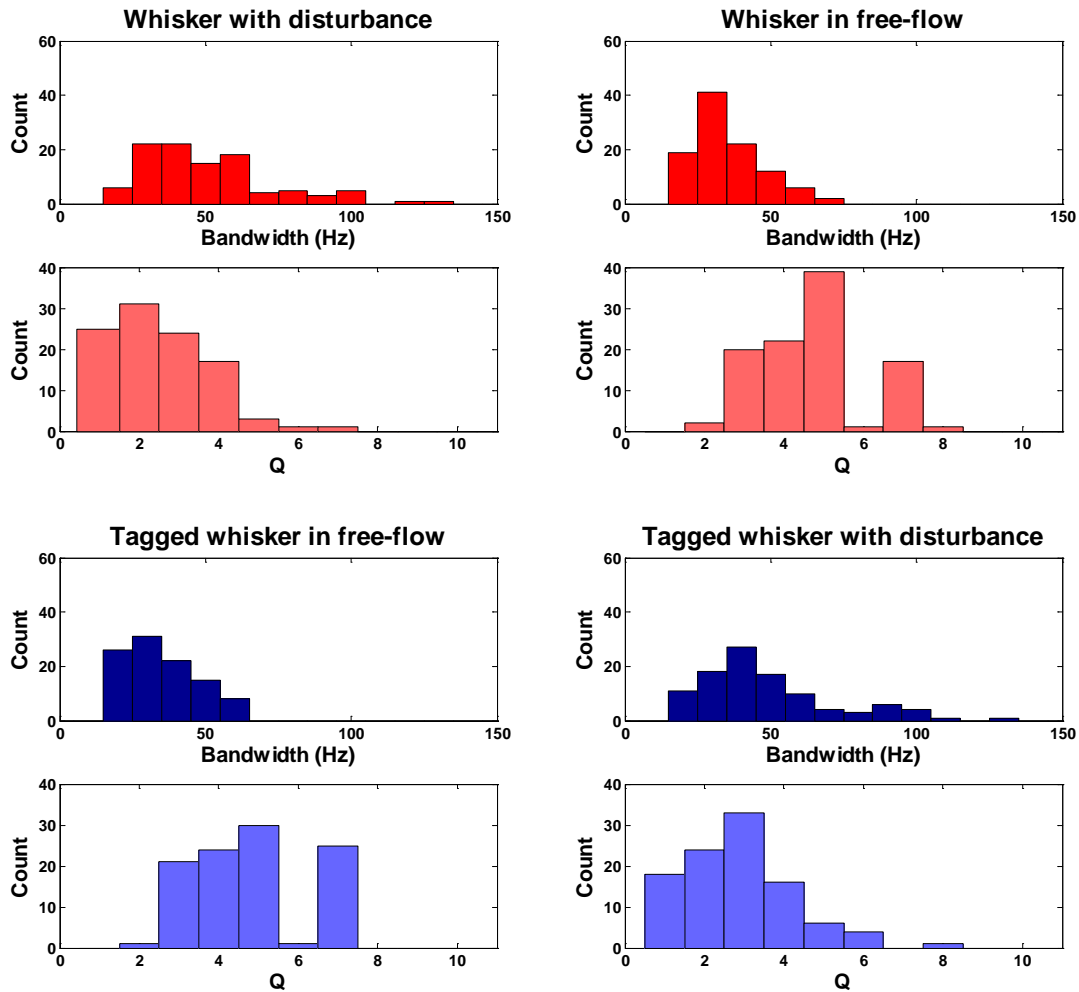 Whisker with disturbance
60
40
20
0
Count
0 50 100 150
Bandwidth (Hz)
40
30
20
10
0
Count
0 2 4 6 8 10
Q
Whisker in free-flow
60
40
20
0
Count
0 50 100 150
Bandwidth (Hz)
40
30
20
10
0
Count
0 2 4 6 8 10
Q
Tagged whisker in free-flow
60
40
20
0
Count
0 50 100 150
Bandwidth (Hz)
40
30
20
10
0
Count
0 2 4 6 8 10
Q
Tagged whisker with disturbance
60
40
20
0
Count
0 50 100 150
Bandwidth (Hz)
40
30
20
10
0
Count
0 2 4 6 8 10
Q